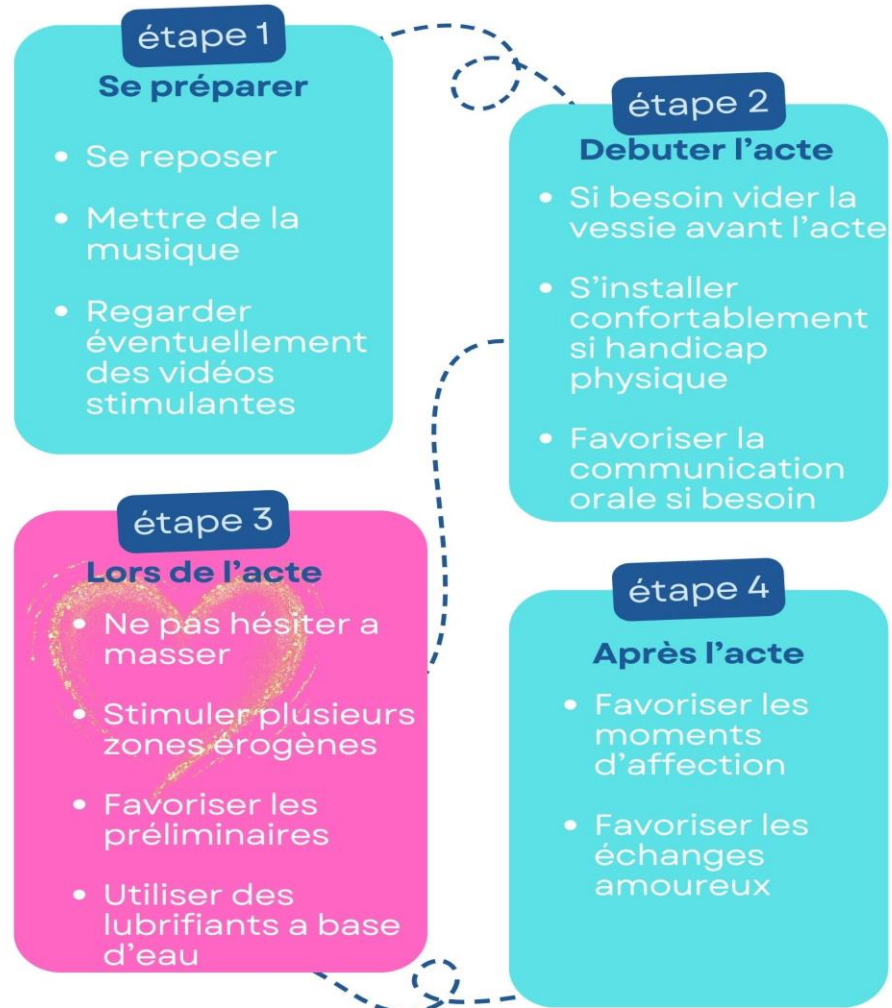 étape 1
Se préparer
• Se reposer
• Mettre de la
musique
• Regarder
éventuellement
des vidéos
stimulantes
étape 2
Debuter l'acte
• Si besoin vider la
vessie avant l'acte
• S'installer
confortablement
si handicap
physique
• Favoriser la
communication
orale si besoin
étape 3
Lors de l'acte
• Ne pas hésiter a
masser
• Stimuler plusieurs
zones érogènes
• Favoriser les
préliminaires
• Utiliser des
lubrifiants a base
d'eau
étape 4
Après l'acte
• Favoriser les
moments
d'affection
• Favoriser les
échanges
amoureux